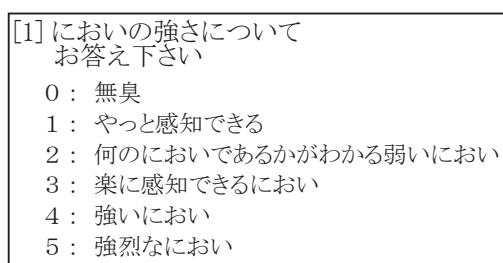 [1]においの強さについて
お答え下さい
0： 無臭
1： やっと感知できる
2： 何のにおいであるかがわかる弱いにおい
3： 楽に感知できるにおい
4： 強いにおい
5： 強烈なにおい